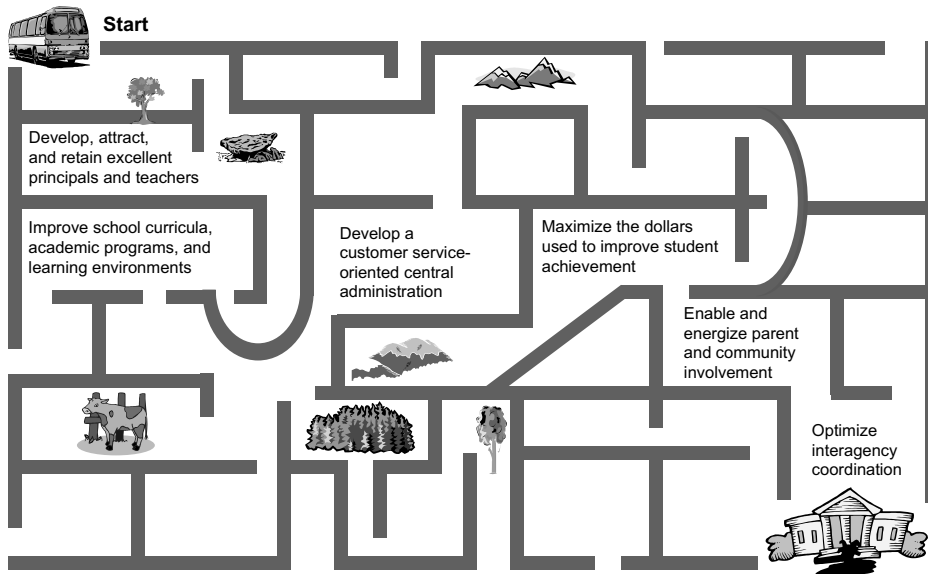 Start
Develop, attract,
and retain excellent
principals and teachers
Improve school curricula,
academic programs, and
learning environments
Develop a
customer service-
oriented central
administration
Maximize the dollars
used to improve student
achievement
Enable and
energize parent
and community
involvement
Optimize
interagency
coordination